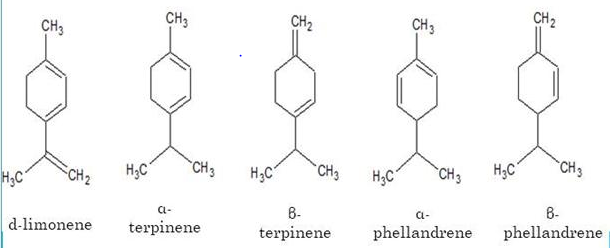 CH3
CH3
CH2
CH3
CH2
H3C
CH2
H3C
CH3
H3C
CH3
H3C
CH3
H3C
CH3
d-limonene
α-
terpinene
β-
terpinene
α-
phellandrene
β-
phellandrene